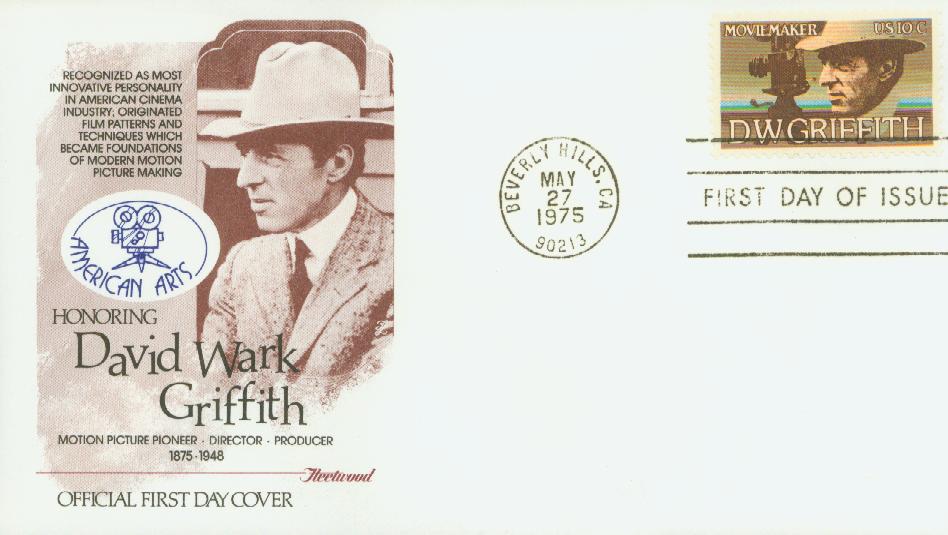 RECOGNIZED AS MOST
INNOVATIVE PERSONALITY
IN AMERICAN CINEMA
INDUSTRY; ORIGINATED
FILM PATTERNS AND
TECHNIQUES WHICH
BECAME FOUNDATIONS
OF MODERN MOTION
PICTURE MAKING
AMERICAN ARTS
HONORING
David Wark
Griffith
MOTION PICTURE PIONEER · DIRECTOR · PRODUCER
1875-1948
Fleetwood
OFFICIAL FIRST DAY COVER
BEVERLY HILLS, CA
MAY
27
1975
90213
MOVIEMAKER US 10 C
D.W. GRIFFITH
FIRST DAY OF ISSUE